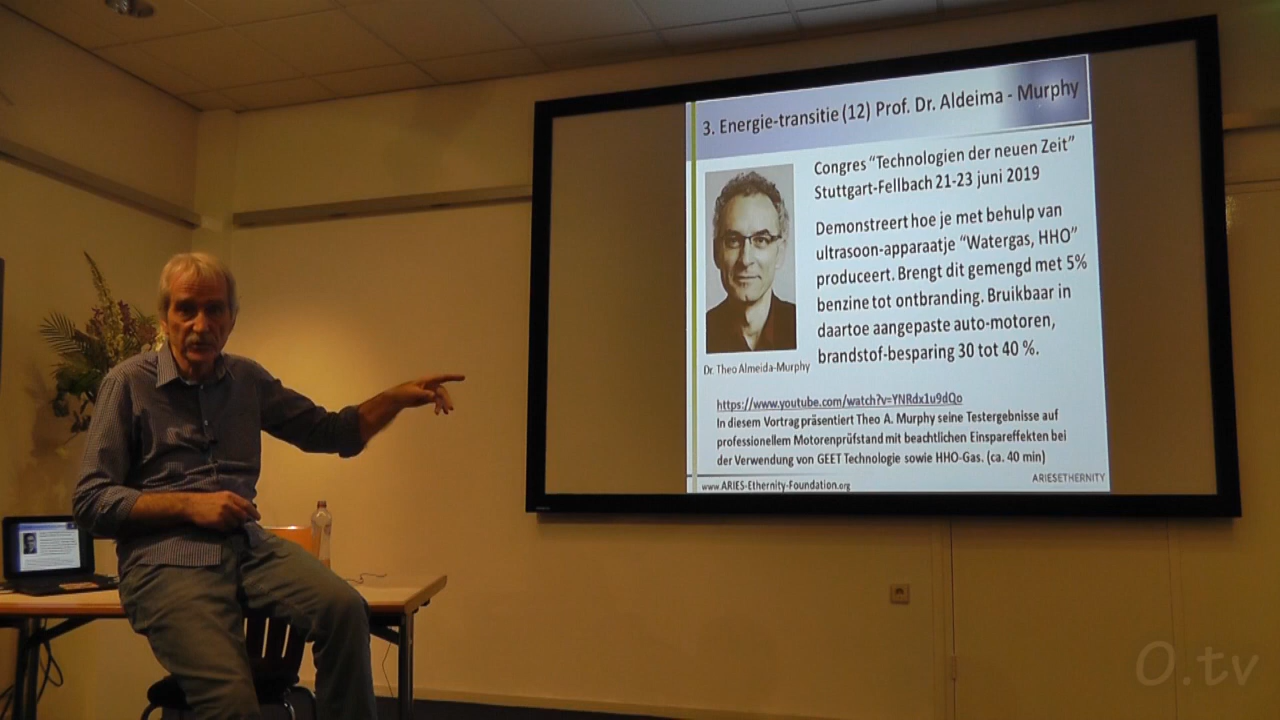 3. Energie-transitie (12) Prof. Dr. Aldeima - Murphy
Congres “Technologien der neuen Zeit”
Stuttgart-Fellbach 21-23 juni 2019
Demonstreert hoe je met behulp van
ultrasoon-apparaatje “Watergas, HHO”
produceert. Brengt dit gemengd met 5%
benzine tot ontbranding. Bruikbaar in
daartoe aangepaste auto-motoren,
brandstof-besparing 30 tot 40 %.
Dr. Theo Almeida-Murphy
https://www.youtube.com/watch?v=YNRdx1u9dQo
In diesem Vortrag präsentiert Theo A. Murphy seine Testergebnisse auf
professionellem Motorenprüfstand mit beachtlichen Einspareffekten bei
der Verwendung von GEET Technologie sowie HHO-Gas. (ca. 40 min)
www.ARIES-Ethernity-Foundation.org
ARIESETHERNITY
O.tv